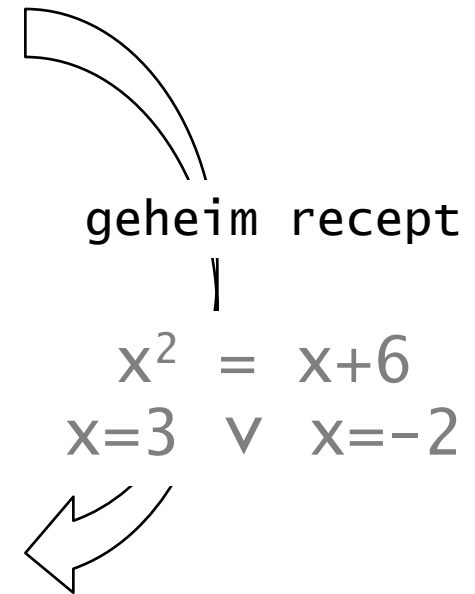 geheim recept
x² = x+6
x=3 ∨ x=-2